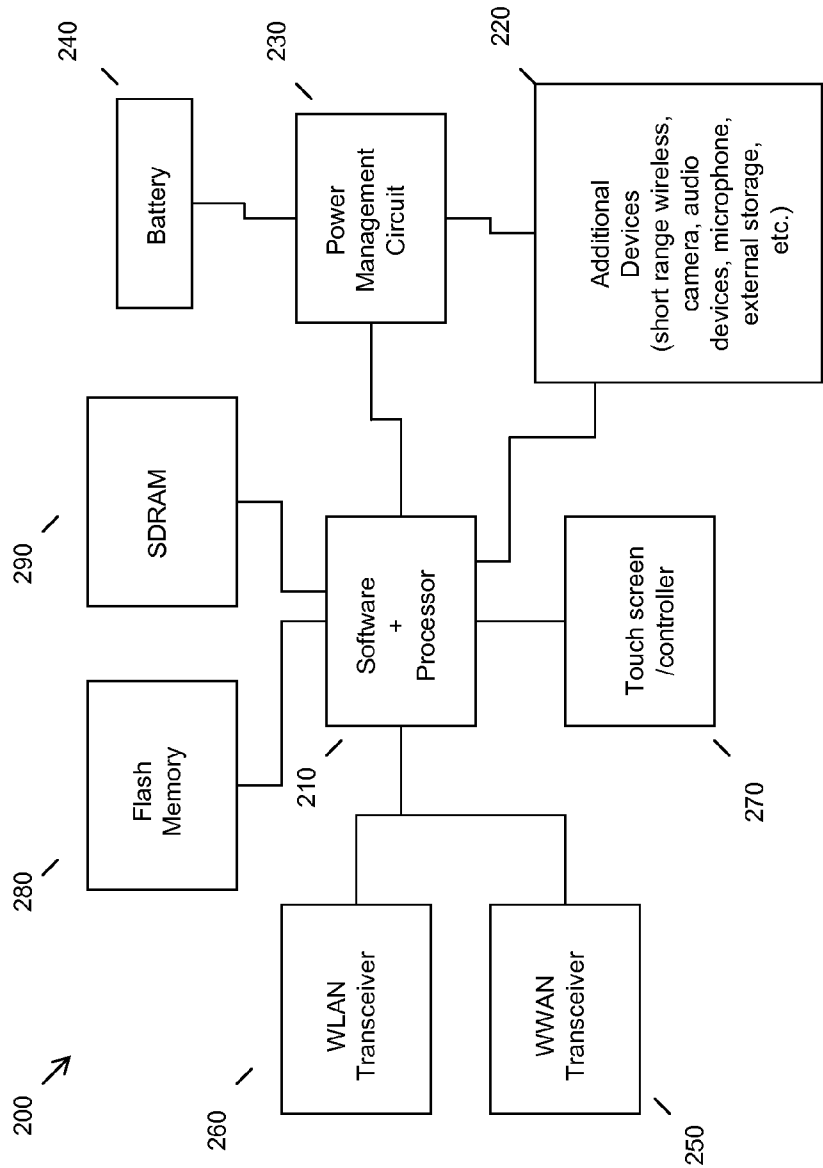 200
260
WLAN
Transceiver
250
WWAN
Transceiver
280
Flash
Memory
290
SDRAM
210
Software
+
Processor
270
Touch screen
/controller
240
Battery
230
Power
Management
Circuit
220
Additional
Devices
(short range wireless,
camera, audio
devices, microphone,
external storage,
etc.)